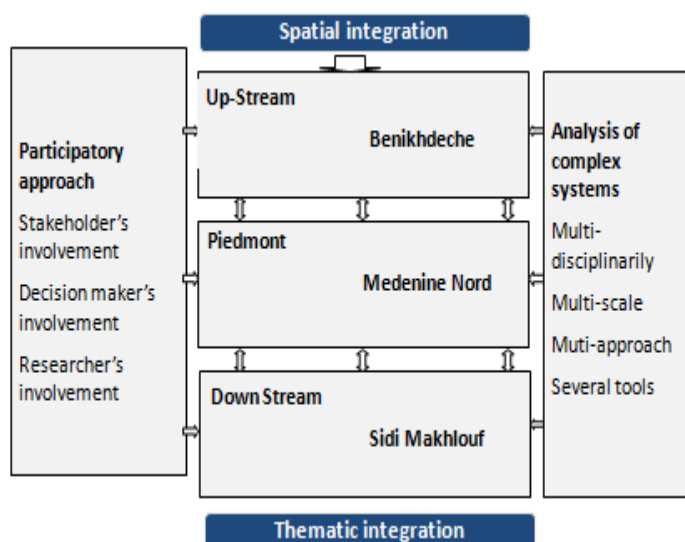 Spatial integration
Participatory
approach
Stakeholder's
involvement
Decision maker's
involvement
Researcher's
involvement
Up-Stream
Benikhdeche
Piedmont
Medenine Nord
Down Stream
Sidi Makhlouf
Analysis of
complex
systems
Multi-
disciplinarily
Multi-scale
Muti-approach
Several tools
Thematic integration